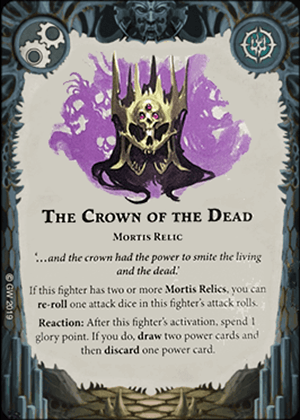 THE CROWN OF THE DEAD
MORTIS RELIC
‘…and the crown had the power to smite the living
and the dead.’
If this fighter has two or more Mortis Relics, you can
re-roll one attack dice in this fighter's attack rolls.
Reaction: After this fighter's activation, spend 1
glory point. If you do, draw two power cards and
then discard one power card.
© GW 2019